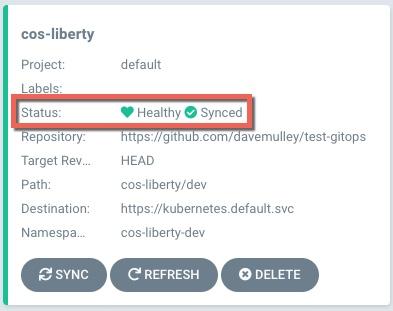 cos-liberty
Project: default
Labels:
Status: Healthy Synced
Repository: https://github.com/davemulley/test-gitops
Target Rev... HEAD
Path: cos-liberty/dev
Destination: https://kubernetes.default.svc
Namespa... cos-liberty-dev
SYNC REFRESH DELETE